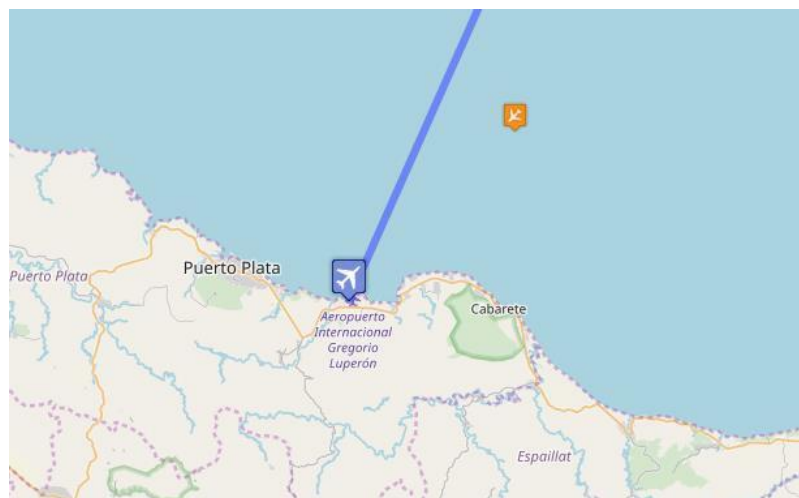 Puerto Plata
Puerto Plata
Aeropuerto
Internacional
Gregorio
Luperón
Cabarete
Espaillat